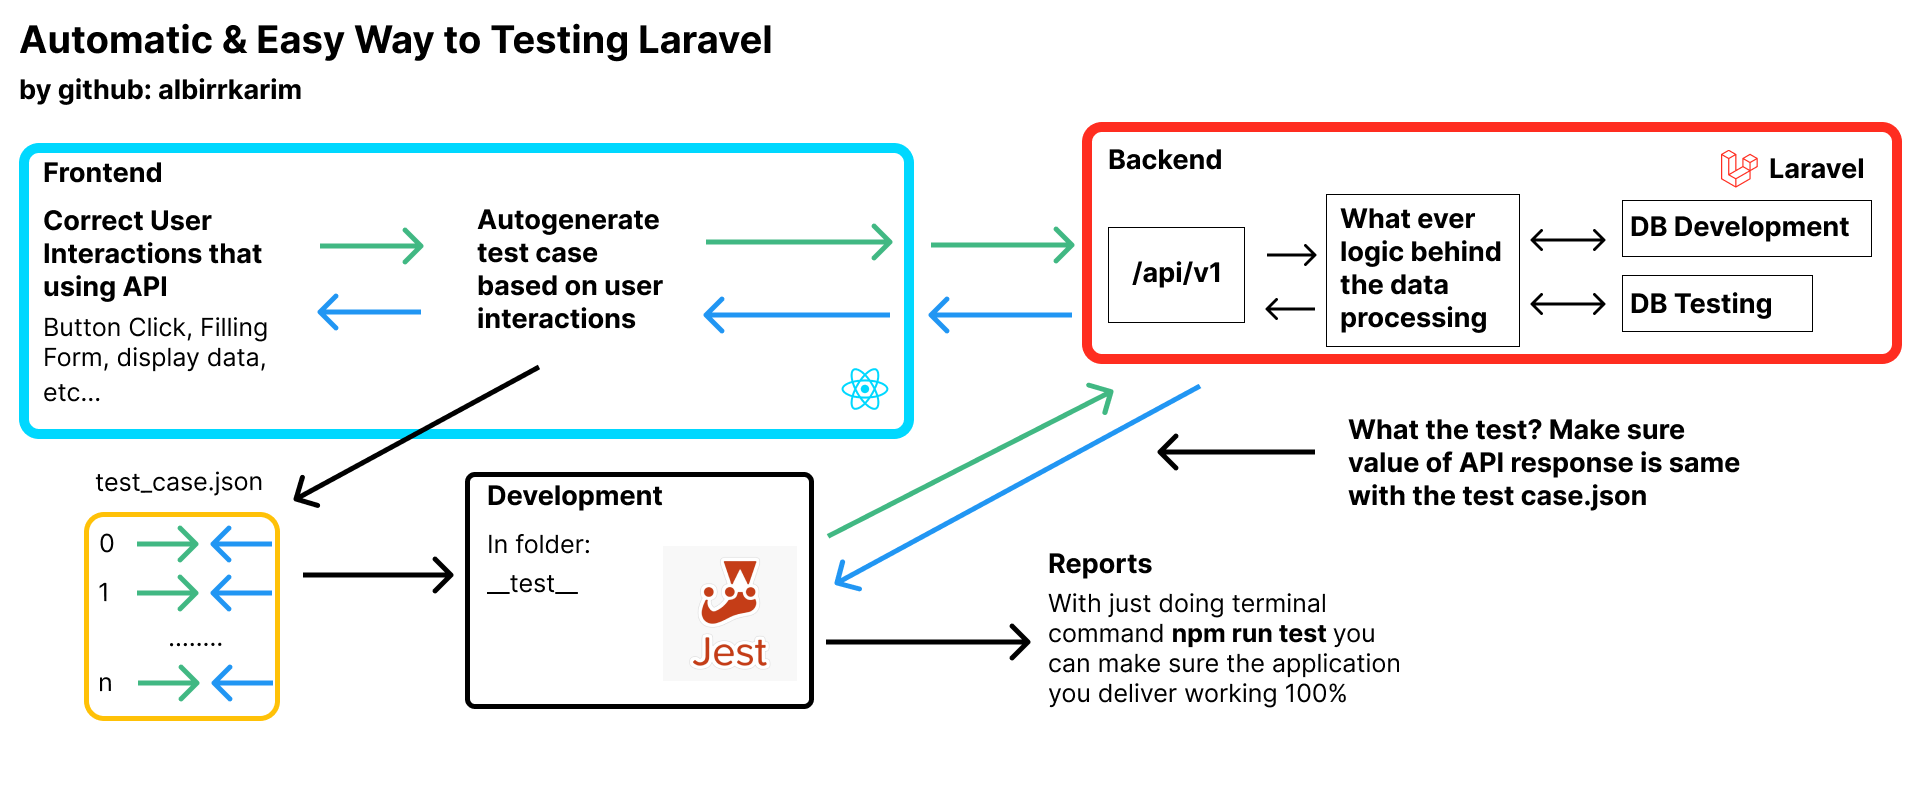 Automatic & Easy Way to Testing Laravel
by github: albirrkarim
Frontend
Correct User
Interactions that
using API
Button Click, Filling
Form, display data,
etc...
Autogenerate
test case
based on user
interactions
Backend
Laravel
/api/v1
What ever
logic behind
the data
processing
DB Development
DB Testing
test_case.json
0
1
........
n
Development
In folder:
__test__
Jest
What the test? Make sure
value of API response is same
with the test case.json
Reports
With just doing terminal
command npm run test you
can make sure the application
you deliver working 100%